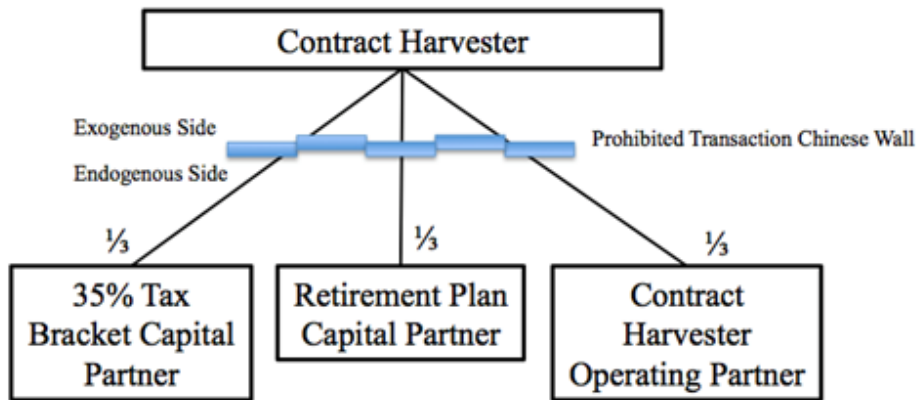 Contract Harvester
Exogenous Side
Prohibited Transaction Chinese Wall
Endogenous Side
⅓
⅓
⅓
35% Tax
Bracket Capital
Partner
Retirement Plan
Capital Partner
Contract
Harvester
Operating Partner